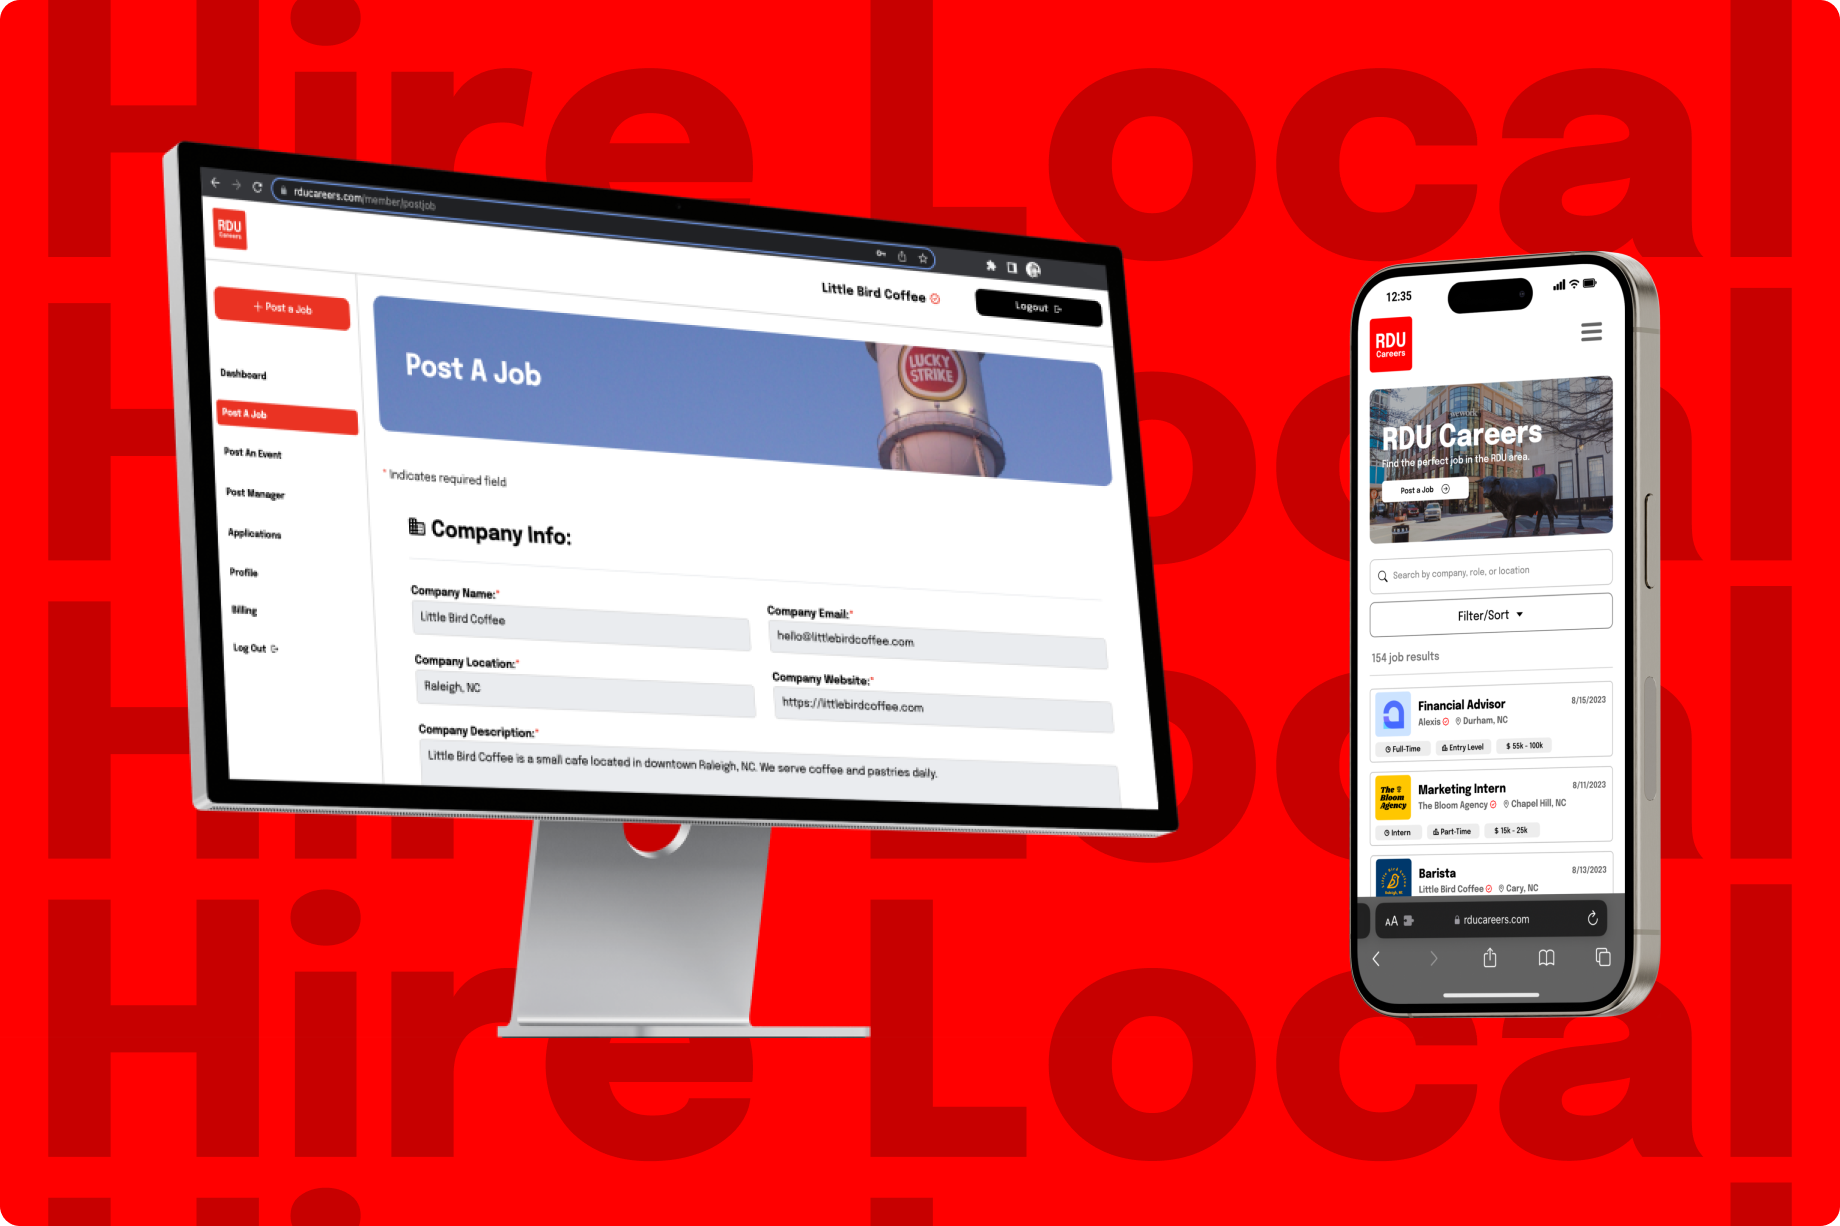 Hire Local
Hire Local
Hire Local
Hire Local
rducareers.com/member/postjob
RDU
Careers
Little Bird Coffee
Logout
+ Post a Job
Dashboard
Post A Job
Post An Event
Post Manager
Applications
Profile
Billing
Log Out
Post A Job
LUCKY
STRIKE
* Indicates required field
Company Info:
Company Name:*
Little Bird Coffee
Company Email:*
hello@littlebirdcoffee.com
Company Location:*
Raleigh, NC
Company Website:*
https://littlebirdcoffee.com
Company Description:*
Little Bird Coffee is a small cafe located in downtown Raleigh, NC. We serve coffee and pastries daily.
12:35
RDU
Careers
wework
RDU Careers
Find the perfect job in the RDU area.
Post a Job
Search by company, role, or location
Filter/Sort
154 job results
Financial Advisor
8/15/2023
Alexis
Durham, NC
Full-Time
Entry Level
$ 55k - 100k
The
Bloom
Agency
Marketing Intern
8/11/2023
The Bloom Agency
Chapel Hill, NC
Intern
Part-Time
$ 15k - 25k
Barista
8/13/2023
Little Bird Coffee
Cary, NC
AA
rducareers.com